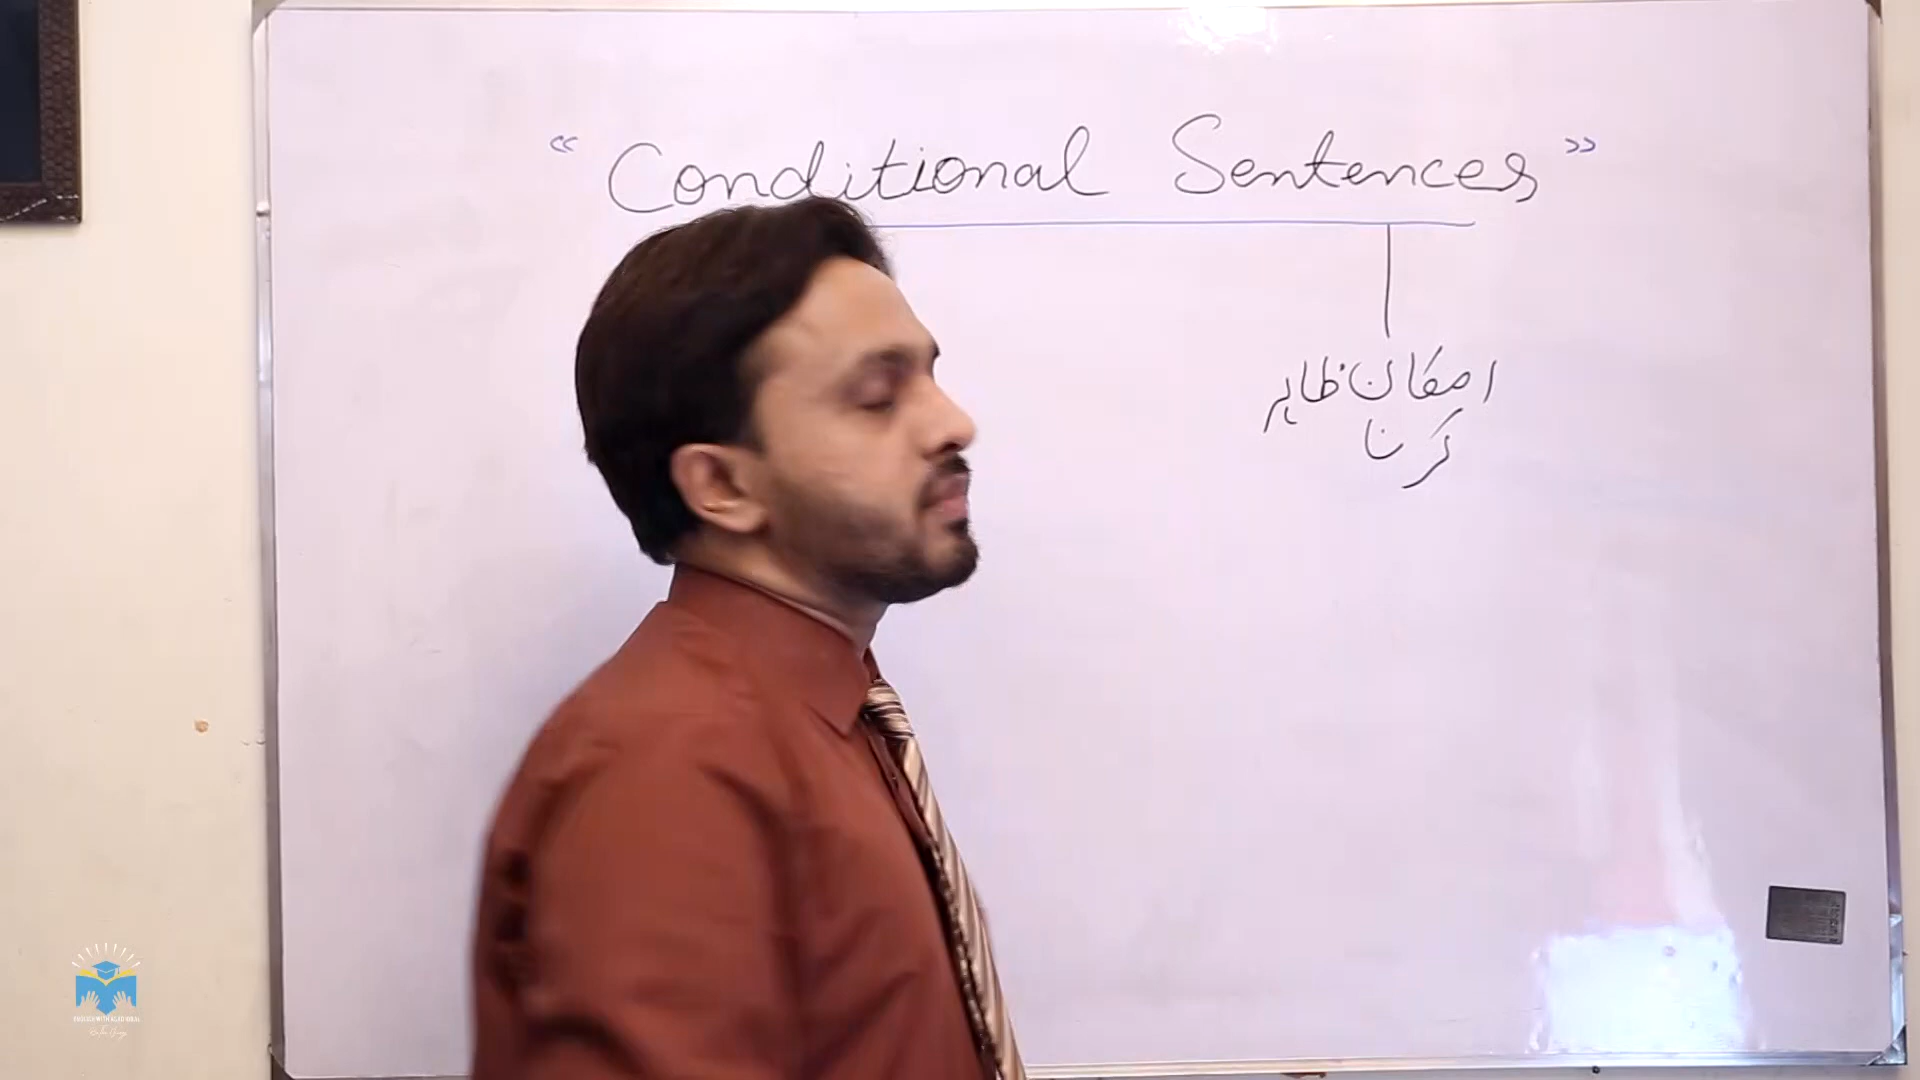 “ Conditional Sentences ”
امکان ظاہر
کرنا